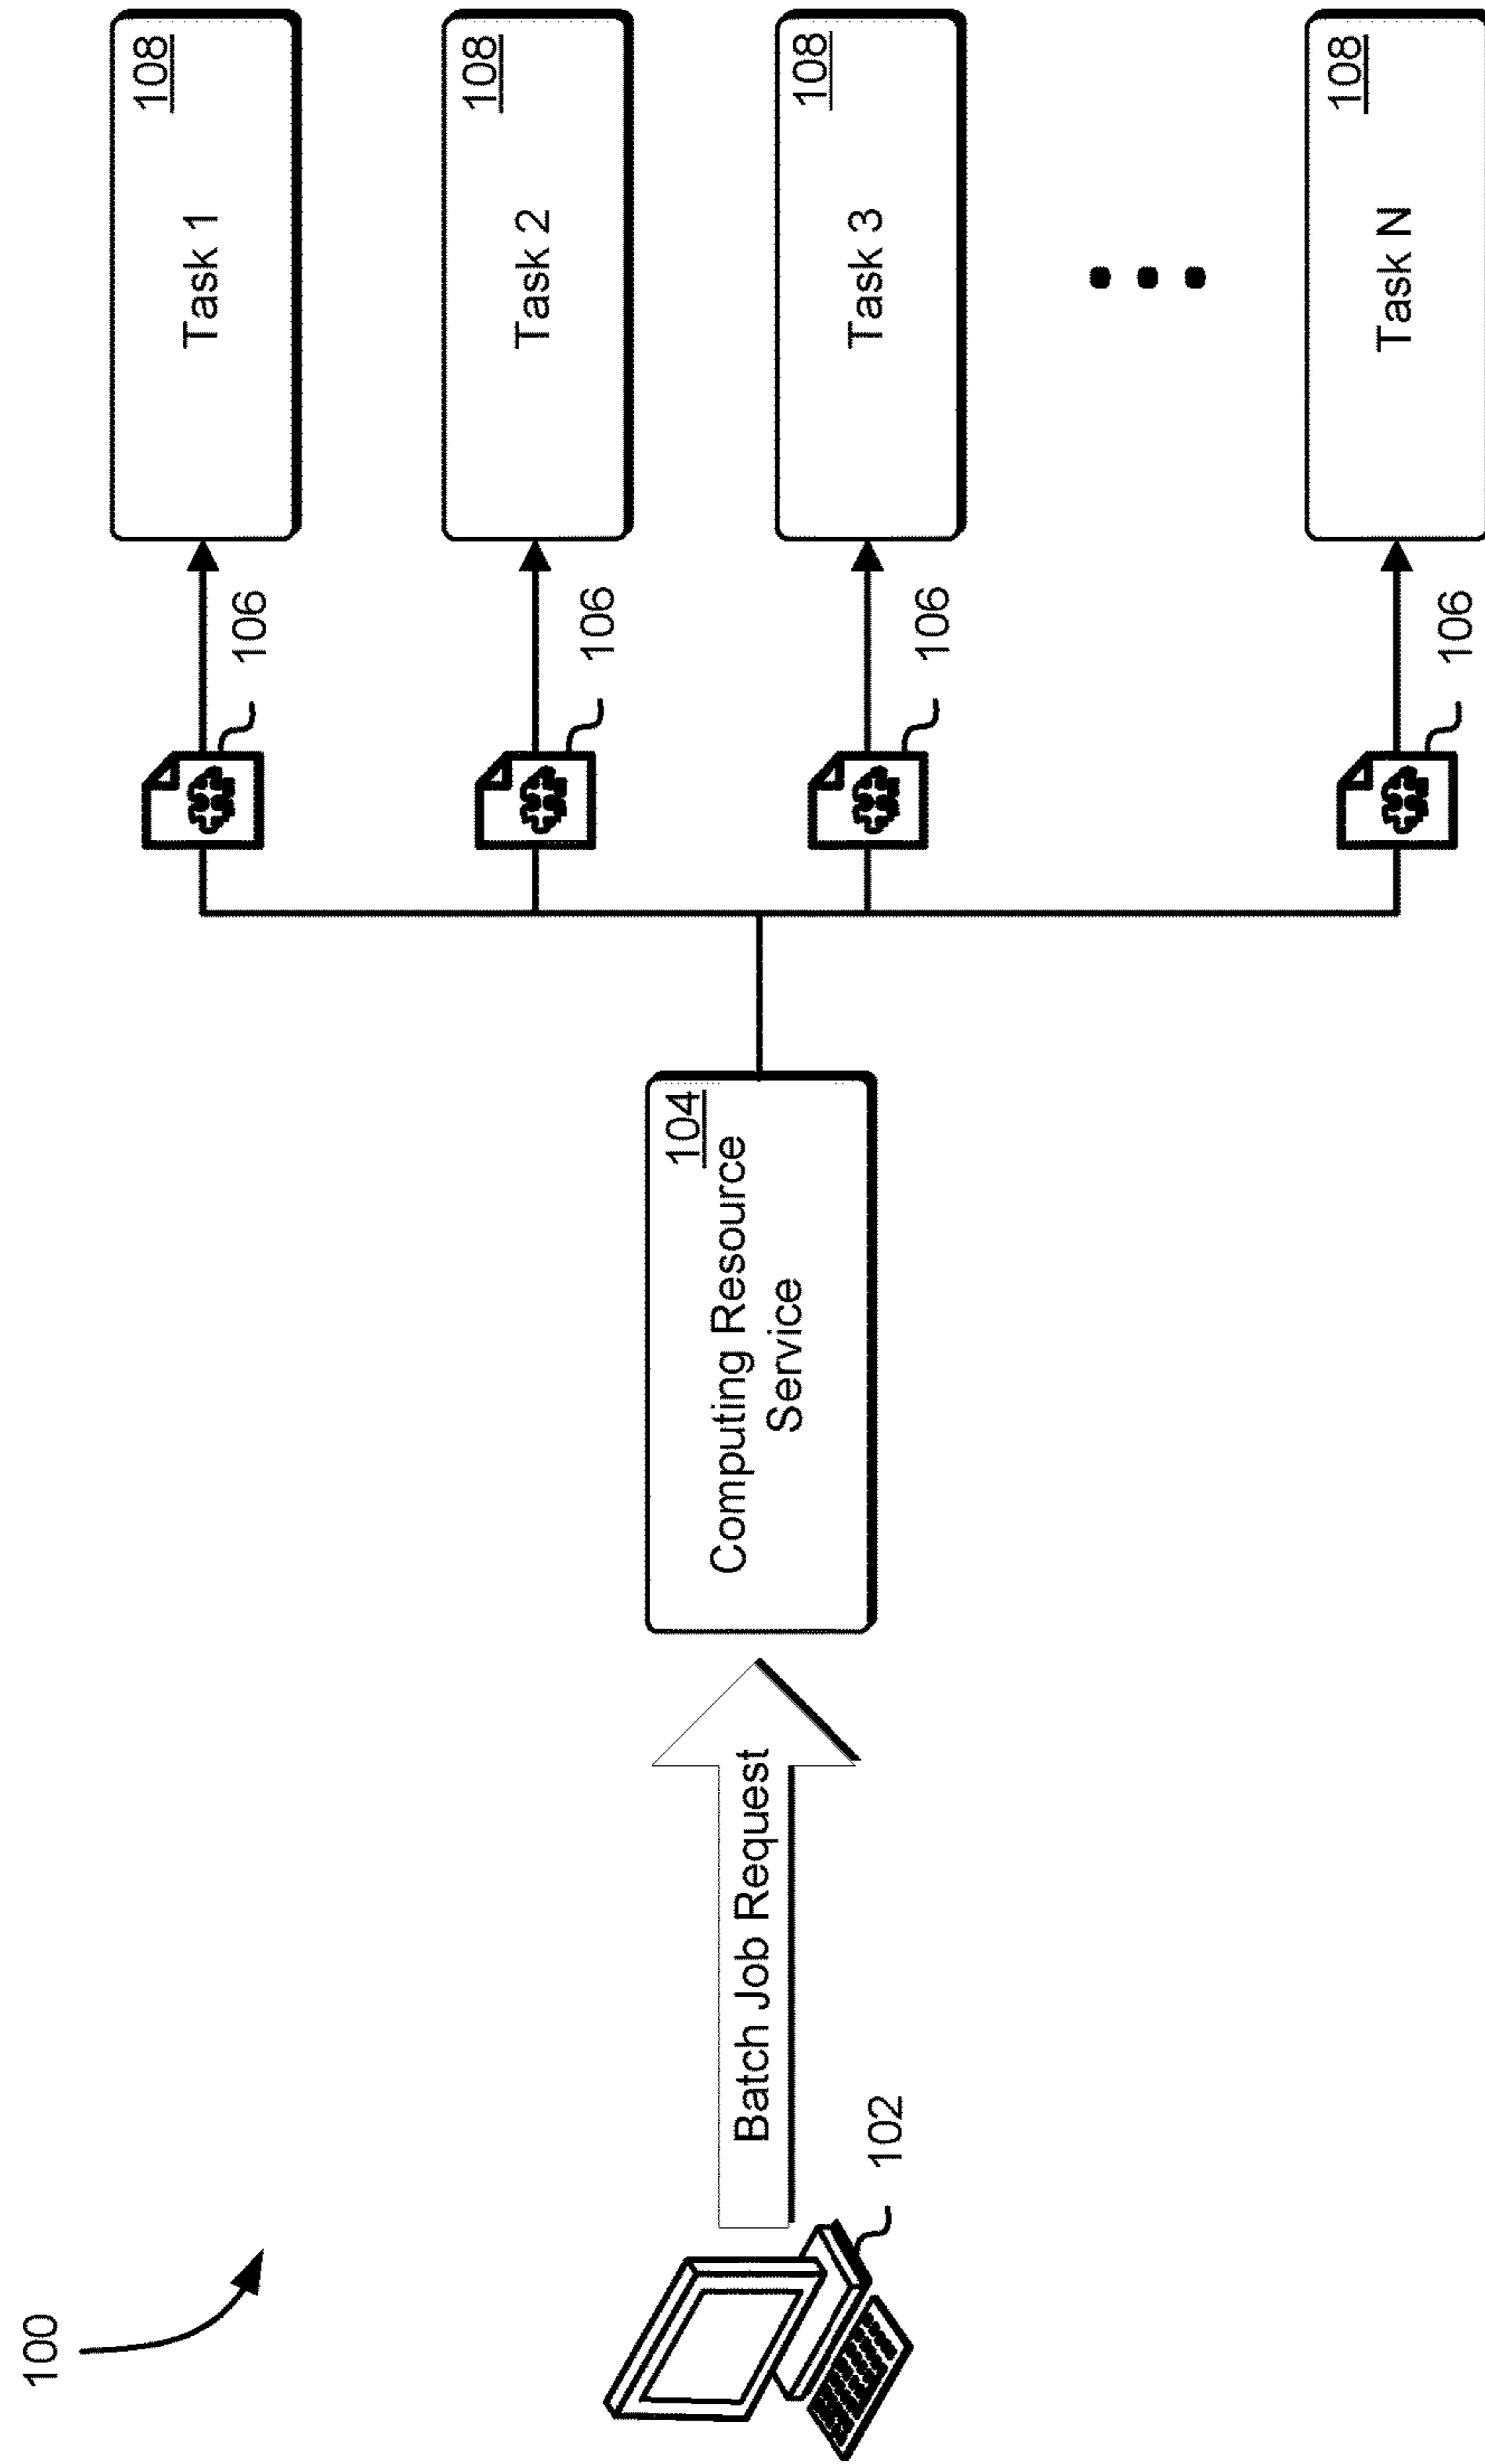 100
102
Batch Job Request
104
Computing Resource
Service
106
108
Task 1
106
108
Task 2
106
108
Task 3
106
108
Task N